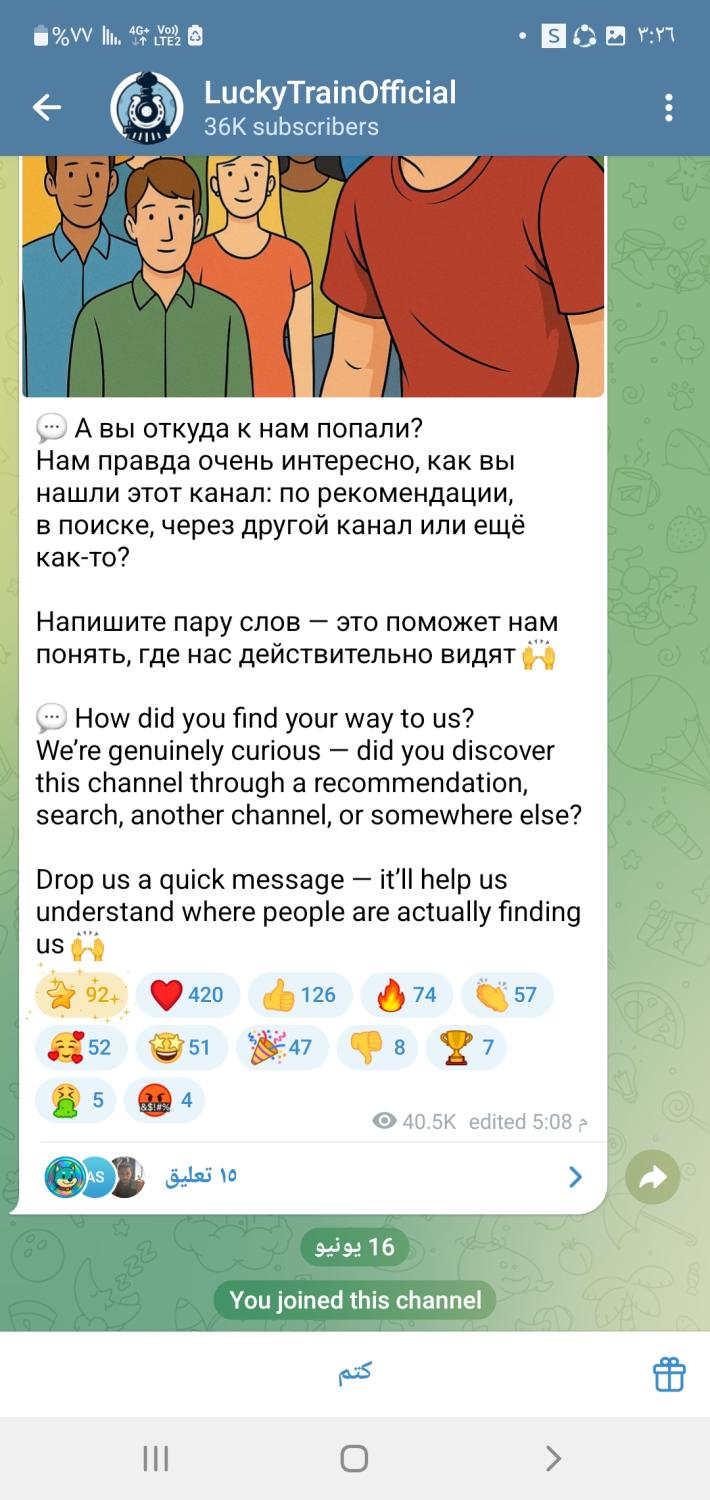 %٧٧ 4G+ Vo)) LTE2 S ٣:٢٦
LuckyTrainOfficial
36K subscribers
💬 А вы откуда к нам попали?
Нам правда очень интересно, как вы
нашли этот канал: по рекомендации,
в поиске, через другой канал или ещё
как-то?
Напишите пару слов — это поможет нам
понять, где нас действительно видят 🙌
💬 How did you find your way to us?
We’re genuinely curious — did you discover
this channel through a recommendation,
search, another channel, or somewhere else?
Drop us a quick message — it’ll help us
understand where people are actually finding
us 🙌
⭐ 92 ❤️ 420 👍 126 🔥 74 👏 57
🥰 52 🤩 51 🎉 47 👎 8 🏆 7
🤮 5 🤬 4
40.5K edited 5:08 م
AS ١٥ تعليق
16 يونيو
You joined this channel
كتم